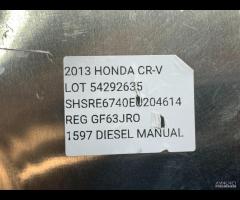 2013 HONDA CR-V
LOT 54292635
SHSRE6740EU204614
REG GF63JRO
1597 DIESEL MANUAL